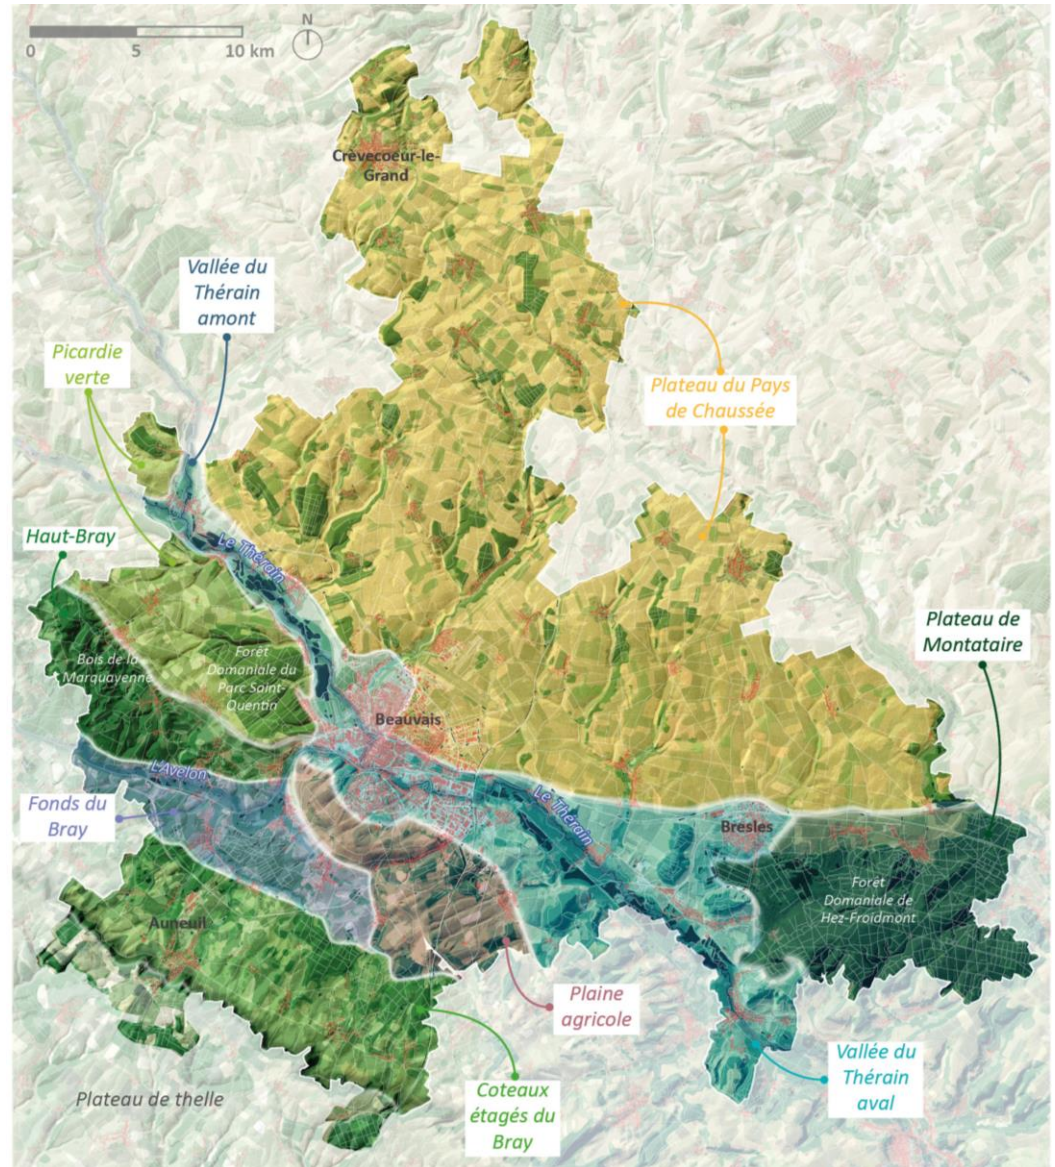 N
0 5 10 km
Crèvecoeur-le-
Grand
Vallée du
Thérain
amont
Picardie
verte
Plateau du Pays
de Chaussée
Haut-Bray
Le Thérain
Plateau de
Montataire
Bois de la
Marquayenne
Forêt
Domaniale du
Parc Saint-
Quentin
Beauvais
L'Avelon
Fonds du
Bray
Le Thérain
Bresles
Forêt
Domaniale de
Hez-Froidmont
Auneuil
Plaine
agricole
Vallée du
Thérain
aval
Coteaux
étagés du
Bray
Plateau de thelle